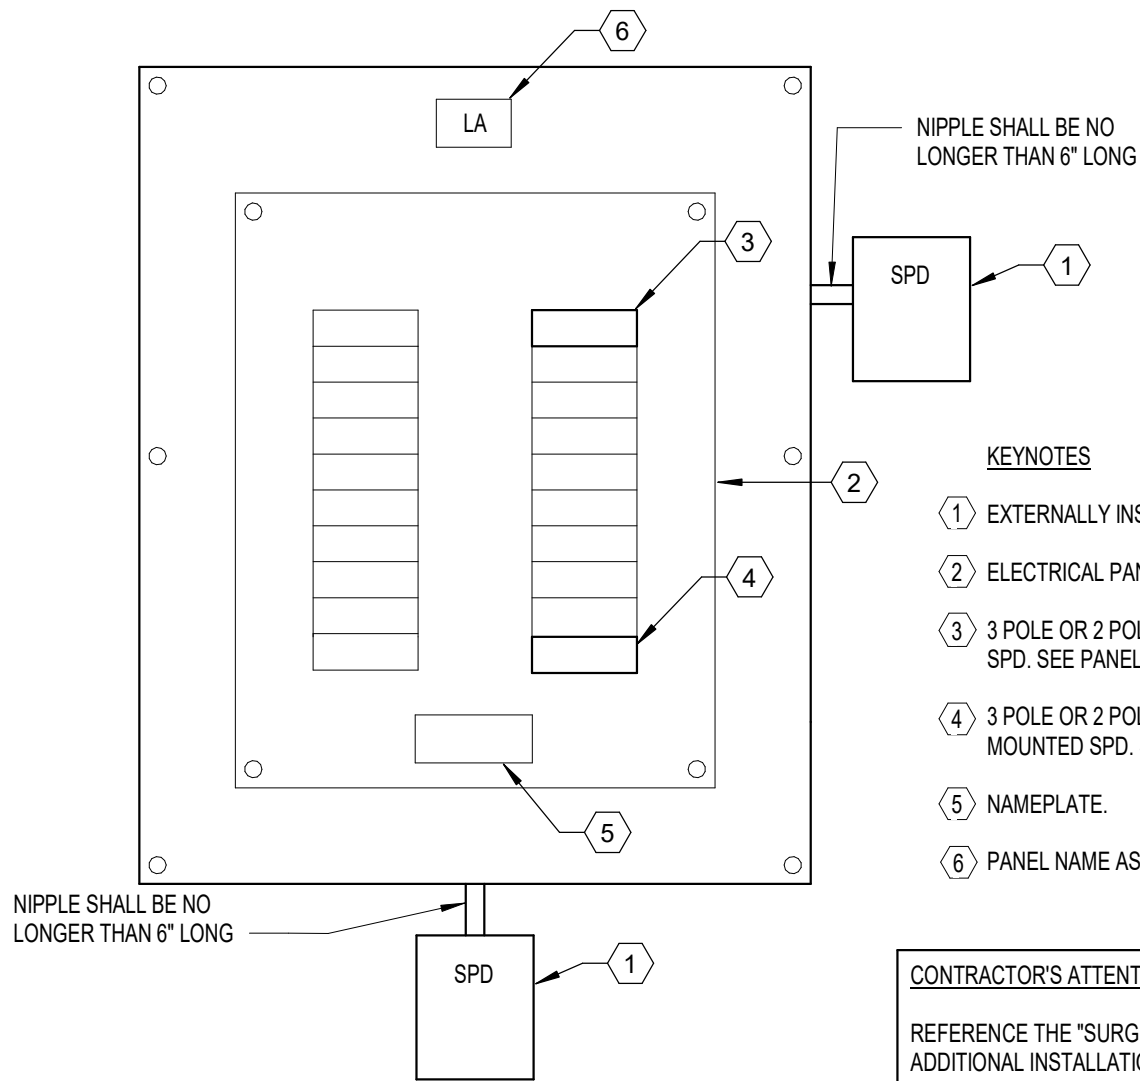 6
LA
NIPPLE SHALL BE NO
LONGER THAN 6" LONG
3
SPD
1
KEYNOTES
2
1 EXTERNALLY INS
2 ELECTRICAL PAN
4
3 3 POLE OR 2 POL
SPD. SEE PANEL
4 3 POLE OR 2 POL
MOUNTED SPD.
5 NAMEPLATE.
5
6 PANEL NAME AS
NIPPLE SHALL BE NO
LONGER THAN 6" LONG
SPD
1
CONTRACTOR'S ATTENT
REFERENCE THE "SURG
ADDITIONAL INSTALLATIO